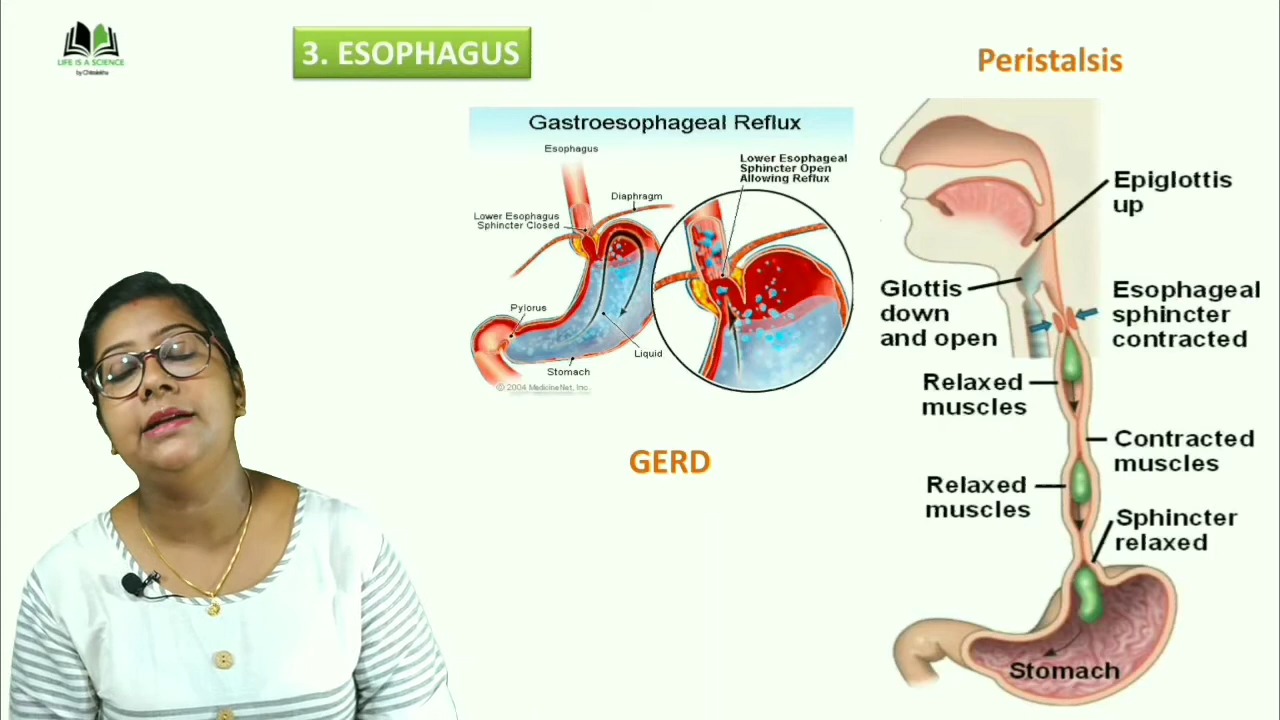 LIFE IS A SCIENCE
by Chitralekha
3. ESOPHAGUS
Peristalsis
Gastroesophageal Reflux
Esophagus
Lower Esophageal
Sphincter Open
Allowing Reflux
Diaphragm
Lower Esophagus
Sphincter Closed
Pylorus
Liquid
Stomach
© 2004 MedicineNet, Inc.
GERD
Epiglottis
up
Glottis
down
and open
Esophageal
sphincter
contracted
Relaxed
muscles
Contracted
muscles
Relaxed
muscles
Sphincter
relaxed
Stomach